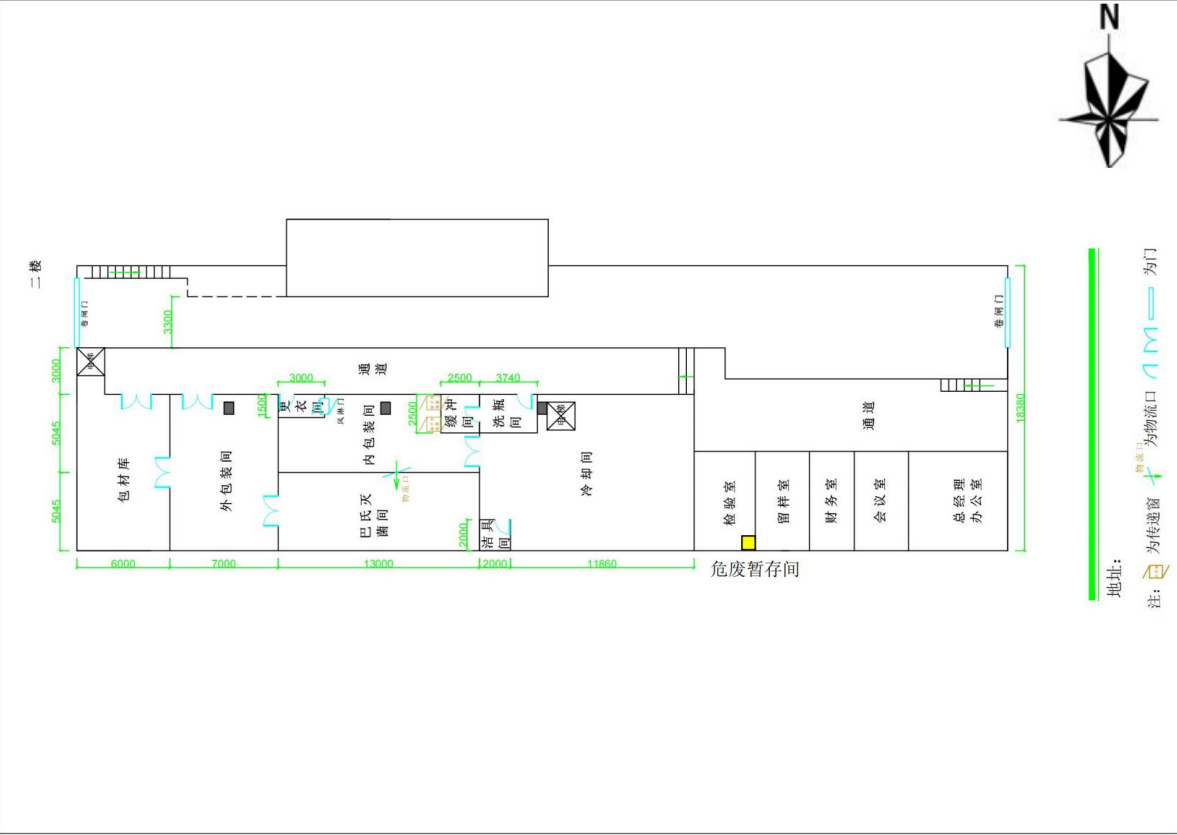 N
二楼
卷闸门
3300
卷闸门
3000
电梯
通道
3000
2500
3740
1500
更衣间
风淋门
2500
缓冲间
洗瓶间
电梯
通道
18380
5045
包材库
外包装间
内包装间
物流口
冷却间
5045
巴氏灭菌间
2000
洁具间
检验室
留样室
财务室
会议室
总经理
办公室
6000
7000
13000
2000
11860
危废暂存间
地址：
注：
为传递窗
物流口
为物流口
为门